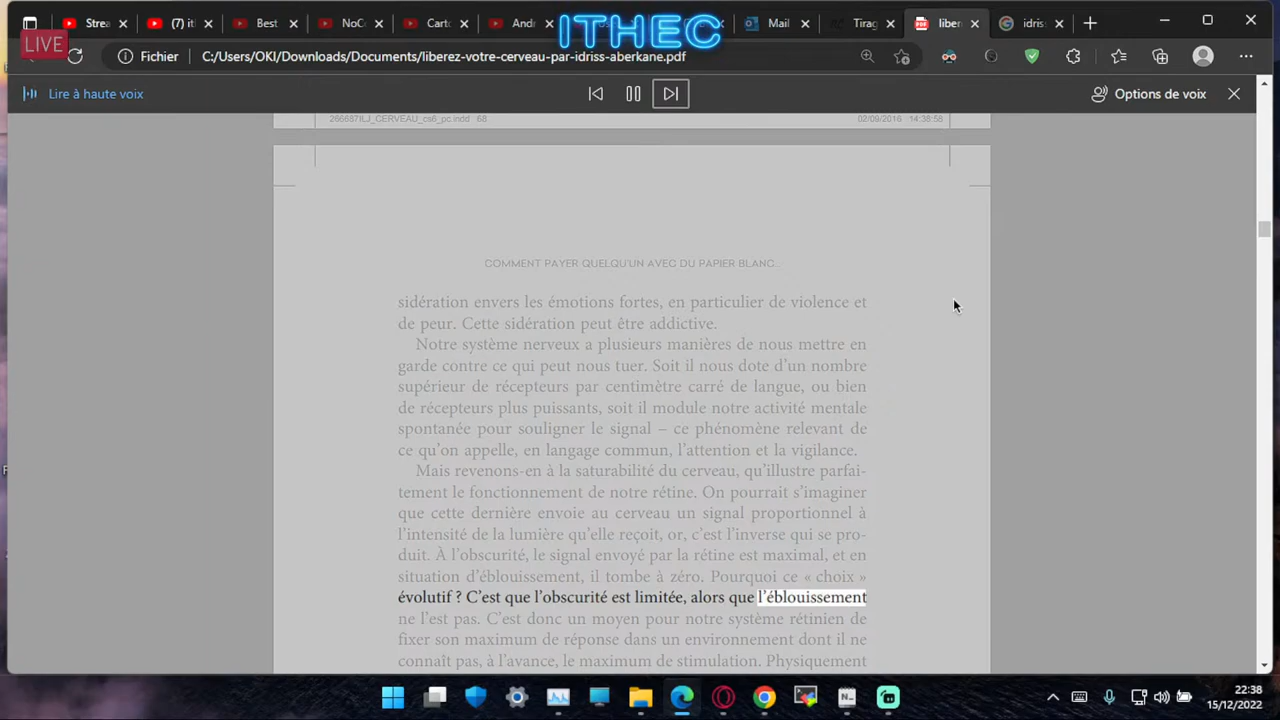 Strea
(7) it
Best
NoC
Carto
Andr
Mail
Tirag
liber
idris
ITHEC
LIVE
Fichier
C:/Users/OKI/Downloads/Documents/liberez-votre-cerveau-par-idriss-aberkane.pdf
Lire à haute voix
Options de voix
266687ILJ_CERVEAU_cs6_pc.indd 68
02/09/2016 14:38:58
COMMENT PAYER QUELQU'UN AVEC DU PAPIER BLANC...
sidération envers les émotions fortes, en particulier de violence et
de peur. Cette sidération peut être addictive.
Notre système nerveux a plusieurs manières de nous mettre en
garde contre ce qui peut nous tuer. Soit il nous dote d'un nombre
supérieur de récepteurs par centimètre carré de langue, ou bien
de récepteurs plus puissants, soit il module notre activité mentale
spontanée pour souligner le signal – ce phénomène relevant de
ce qu'on appelle, en langage commun, l'attention et la vigilance.
Mais revenons-en à la saturabilité du cerveau, qu'illustre parfai-
tement le fonctionnement de notre rétine. On pourrait s'imaginer
que cette dernière envoie au cerveau un signal proportionnel à
l'intensité de la lumière qu'elle reçoit, or, c'est l'inverse qui se pro-
duit. À l'obscurité, le signal envoyé par la rétine est maximal, et en
situation d'éblouissement, il tombe à zéro. Pourquoi ce « choix »
évolutif ? C'est que l'obscurité est limitée, alors que l'éblouissement
ne l'est pas. C'est donc un moyen pour notre système rétinien de
fixer son maximum de réponse dans un environnement dont il ne
connaît pas, à l'avance, le maximum de stimulation. Physiquement
22:38
15/12/2022